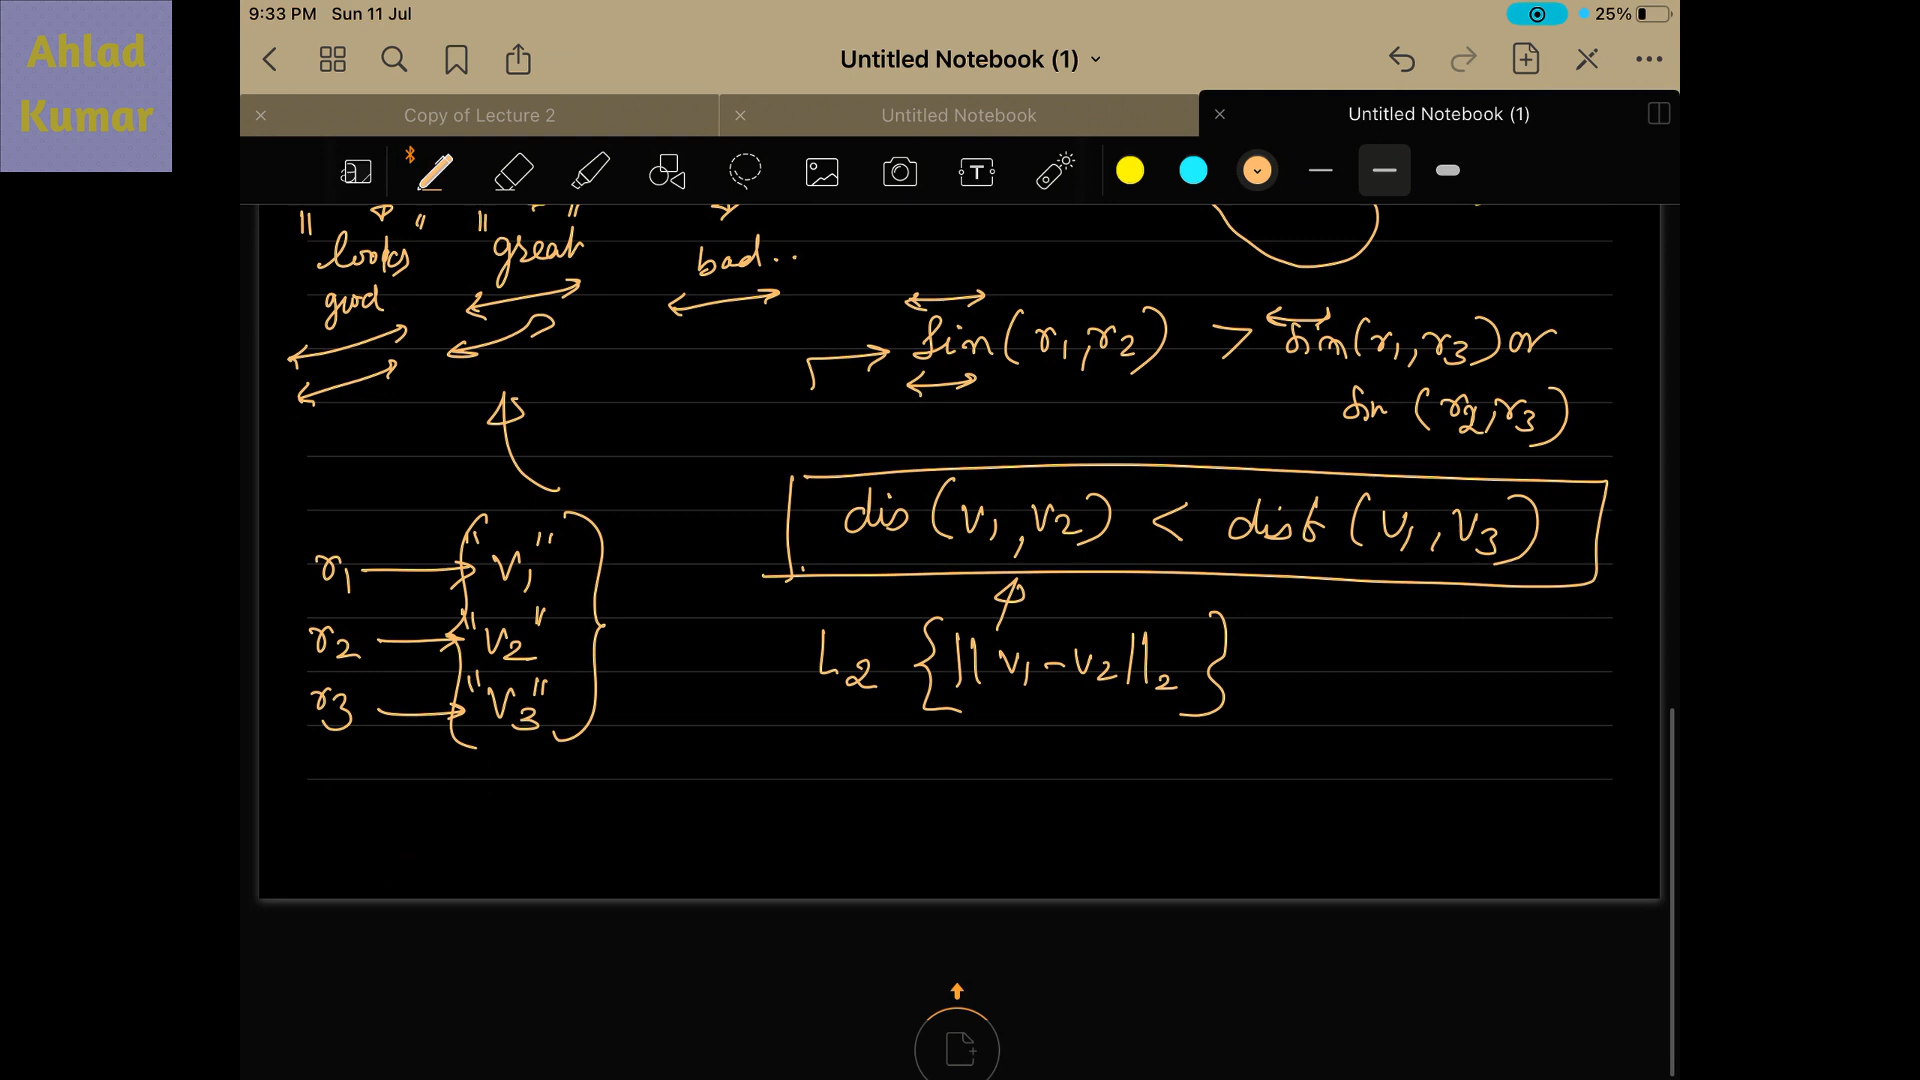 Ahlad
Kumar
9:33 PM Sun 11 Jul
25%
Untitled Notebook (1)
Copy of Lecture 2
Untitled Notebook
Untitled Notebook (1)
T
" looks " " great "
good
bad..
Sim(r1,r2) > Sim(r1,r3) or
Sim (r2,r3)
dis(v1,v2) < dist(v1,v3)
r1 "v1"
r2 "v2"
r3 "v3"
L2 {||v1-v2||2}